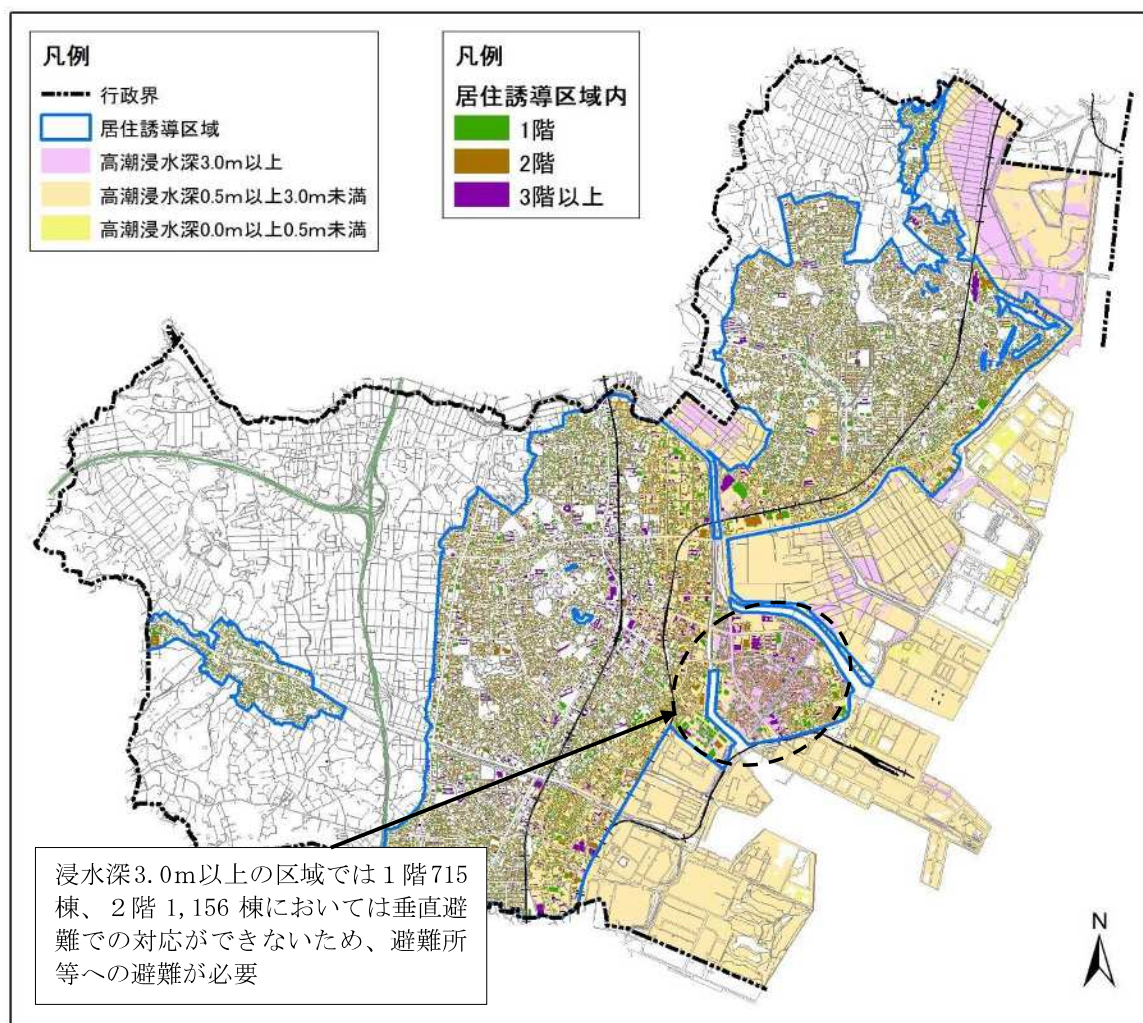 凡例
行政界
居住誘導区域
高潮浸水深3.0m以上
高潮浸水深0.5m以上3.0m未満
高潮浸水深0.0m以上0.5m未満
凡例
居住誘導区域内
1階
2階
3階以上
浸水深3.0m以上の区域では1階715
棟、2階 1,156 棟においては垂直避
難での対応ができないため、避難所
等への避難が必要
N